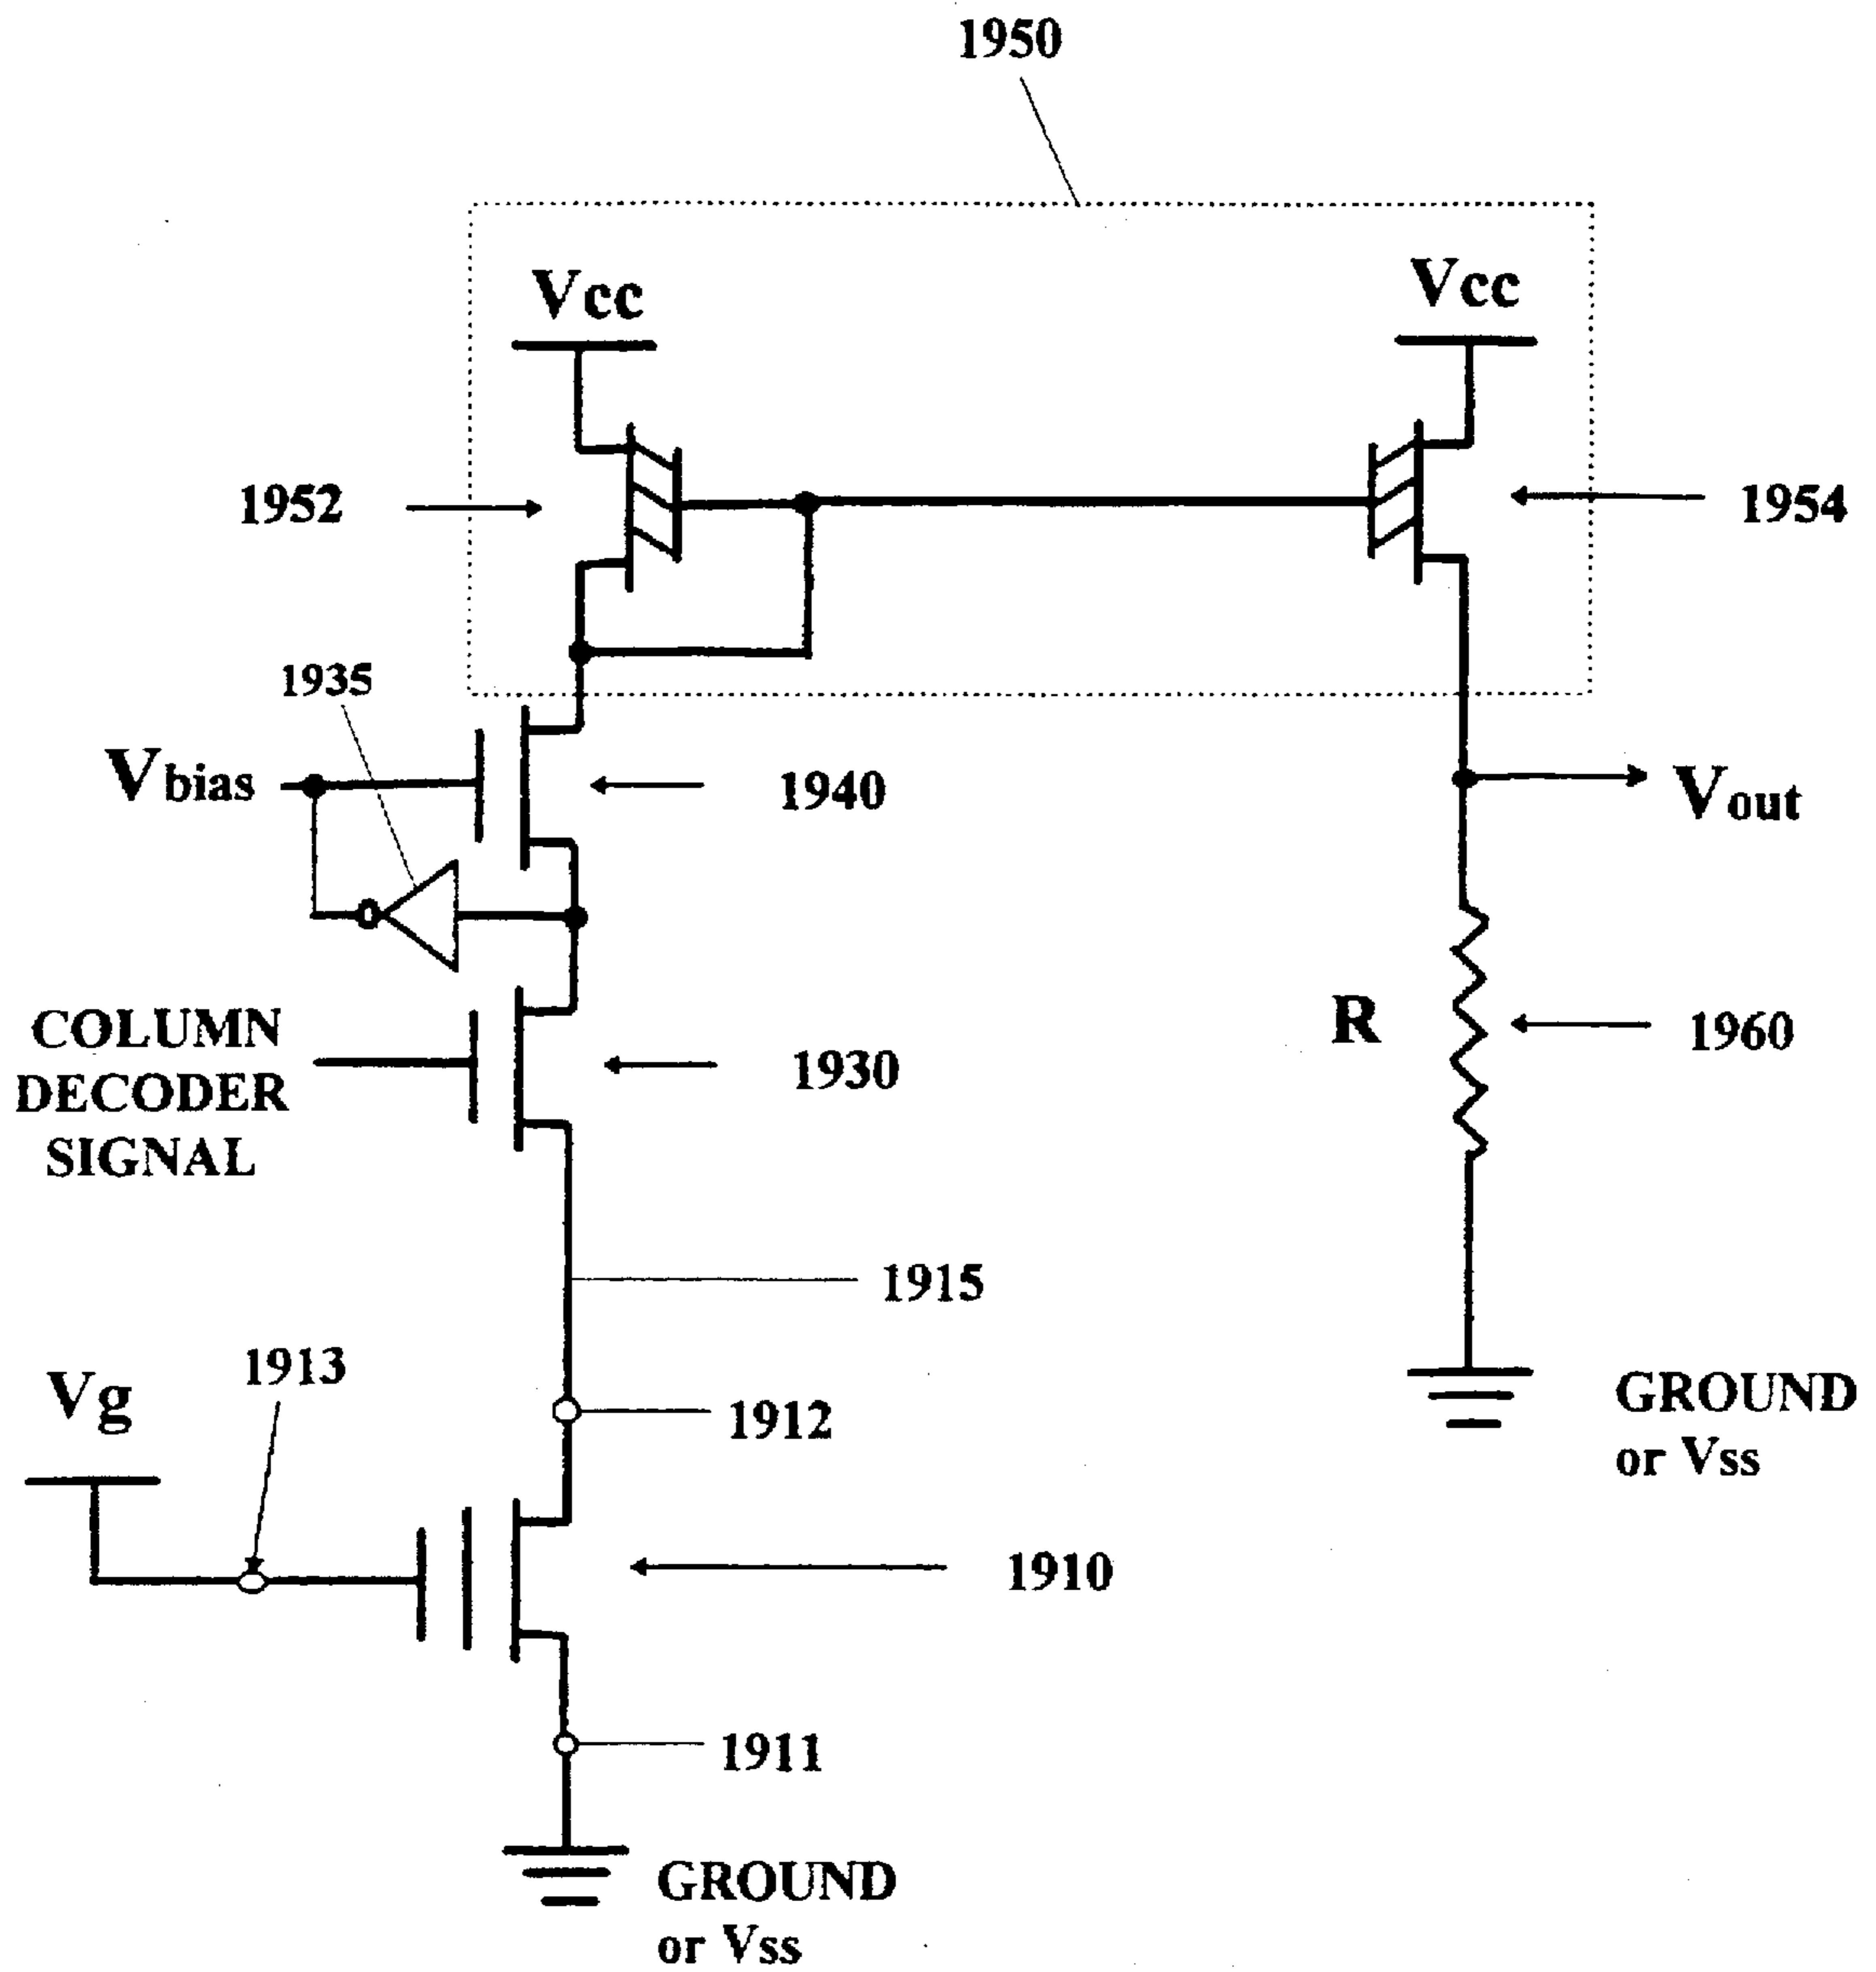 1950
Vcc
Vcc
1952
1954
1935
Vbias
1940
Vout
COLUMN
DECODER
SIGNAL
1930
R
1960
1915
1913
Vg
1912
GROUND
or Vss
1910
1911
GROUND
or Vss